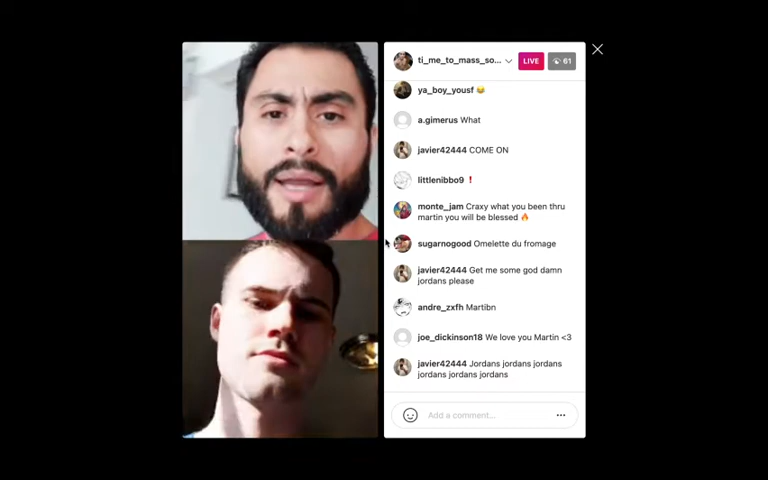 ti_me_to_mass_so... LIVE 61
ya_boy_yousf 😂
a.gimerus What
javier42444 COME ON
littlenibbo9 ❗
monte_jam Craxy what you been thru
martin you will be blessed 🔥
sugarnogood Omelette du fromage
javier42444 Get me some god damn
jordans please
andre_zxfh Martibn
joe_dickinson18 We love you Martin <3
javier42444 Jordans jordans jordans
jordans jordans jordans
Add a comment... •••